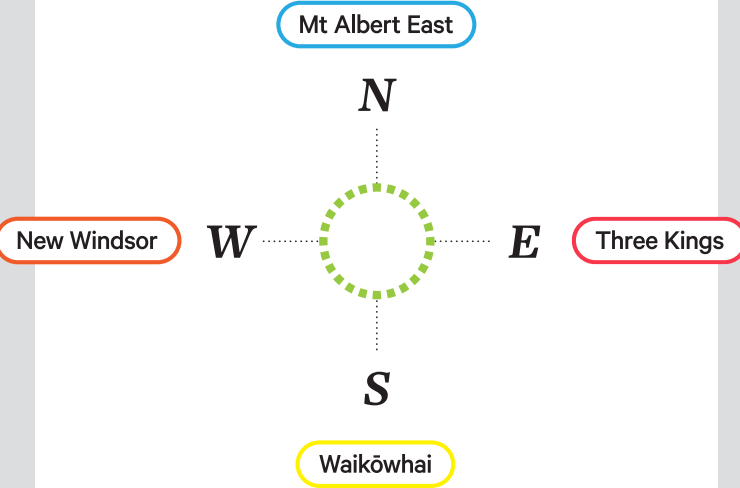 Mt Albert East
N
New Windsor
W
E
Three Kings
S
Waikōwhai